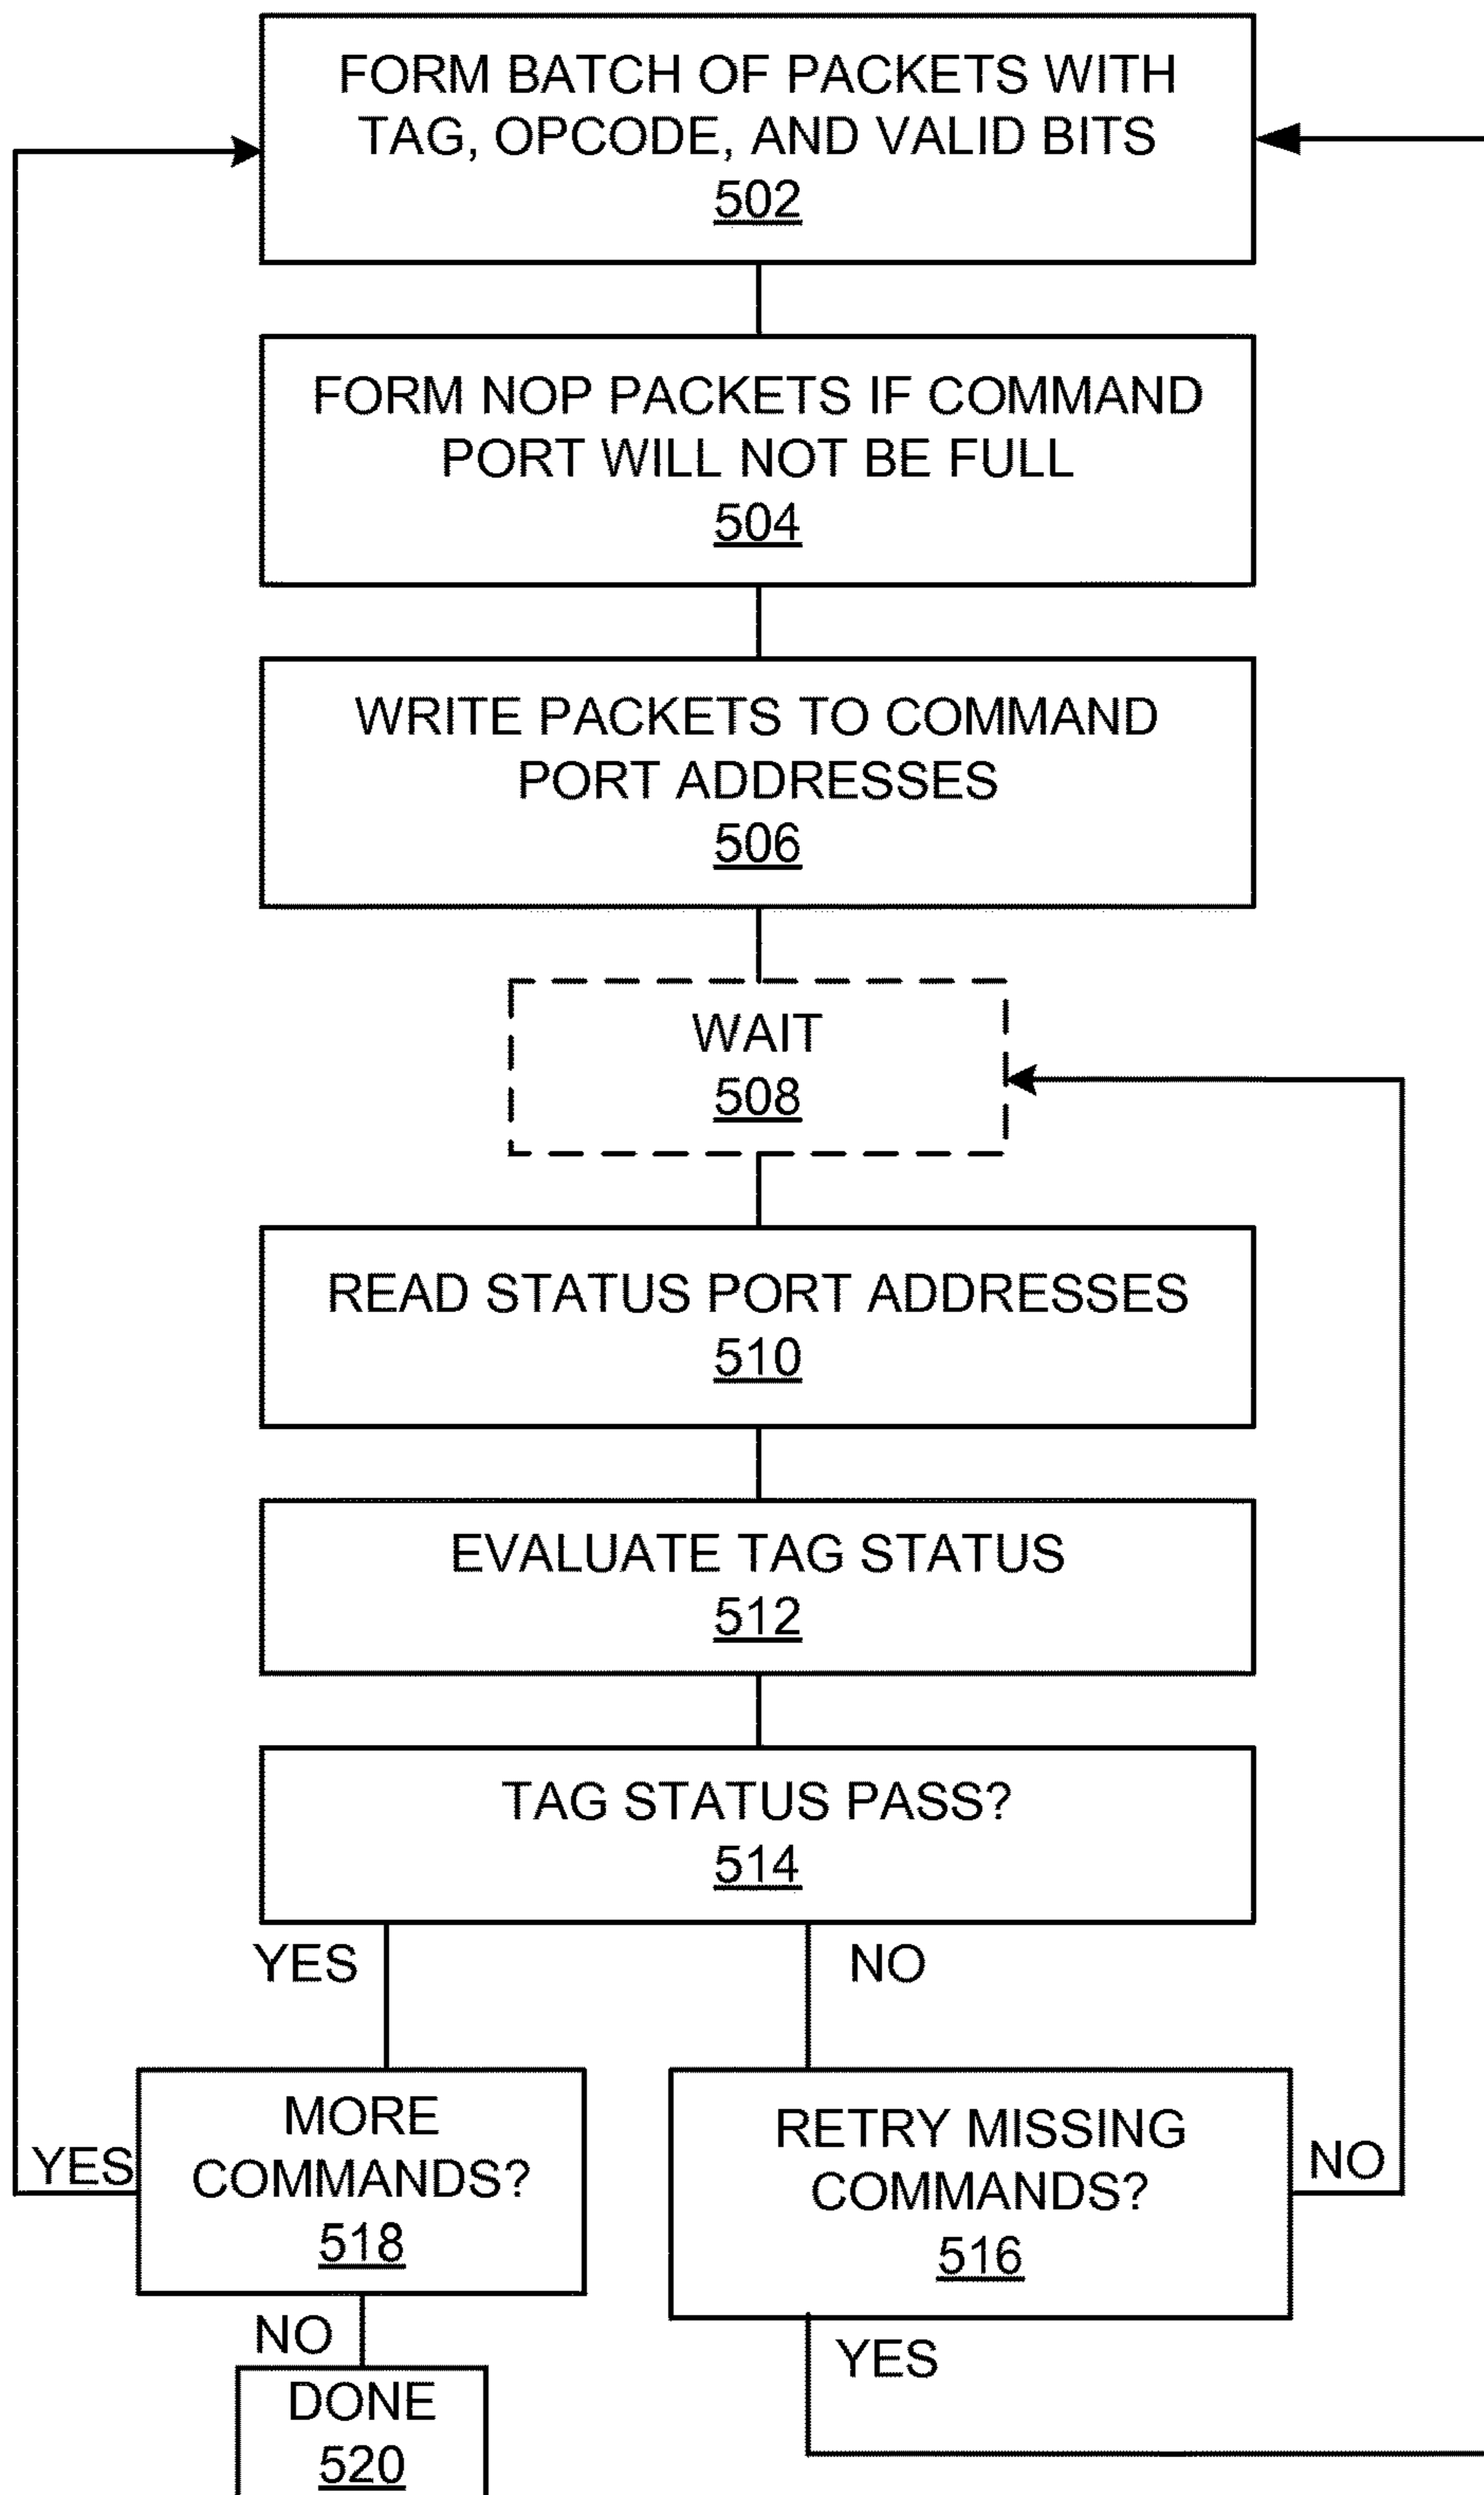 FORM BATCH OF PACKETS WITH
TAG, OPCODE, AND VALID BITS
502
FORM NOP PACKETS IF COMMAND
PORT WILL NOT BE FULL
504
WRITE PACKETS TO COMMAND
PORT ADDRESSES
506
WAIT
508
READ STATUS PORT ADDRESSES
510
EVALUATE TAG STATUS
512
TAG STATUS PASS?
514
YES
NO
MORE
COMMANDS?
518
YES
RETRY MISSING
COMMANDS?
516
NO
NO
YES
DONE
520